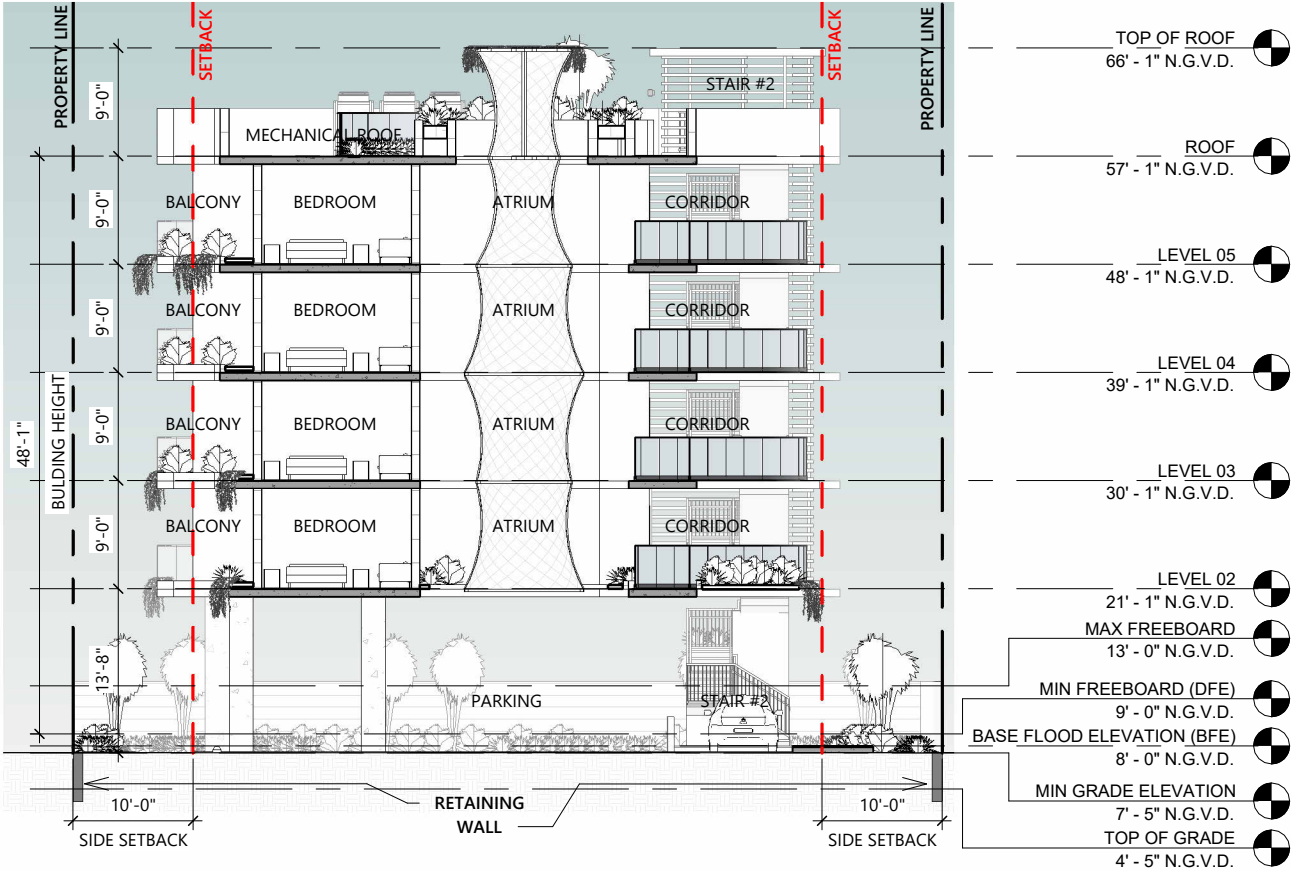 PROPERTY LINE
SETBACK
SETBACK
PROPERTY LINE
TOP OF ROOF
66' - 1" N.G.V.D.
9'-0"
STAIR #2
MECHANICAL ROOF
ROOF
57' - 1" N.G.V.D.
9'-0"
BALCONY
BEDROOM
ATRIUM
CORRIDOR
LEVEL 05
48' - 1" N.G.V.D.
9'-0"
BALCONY
BEDROOM
ATRIUM
CORRIDOR
LEVEL 04
39' - 1" N.G.V.D.
48'-1"
BUILDING HEIGHT
9'-0"
BALCONY
BEDROOM
ATRIUM
CORRIDOR
LEVEL 03
30' - 1" N.G.V.D.
9'-0"
BALCONY
BEDROOM
ATRIUM
CORRIDOR
LEVEL 02
21' - 1" N.G.V.D.
MAX FREEBOARD
13' - 0" N.G.V.D.
13'-8"
PARKING
STAIR #2
MIN FREEBOARD (DFE)
9' - 0" N.G.V.D.
BASE FLOOD ELEVATION (BFE)
8' - 0" N.G.V.D.
MIN GRADE ELEVATION
7' - 5" N.G.V.D.
TOP OF GRADE
4' - 5" N.G.V.D.
10'-0"
SIDE SETBACK
RETAINING
WALL
10'-0"
SIDE SETBACK